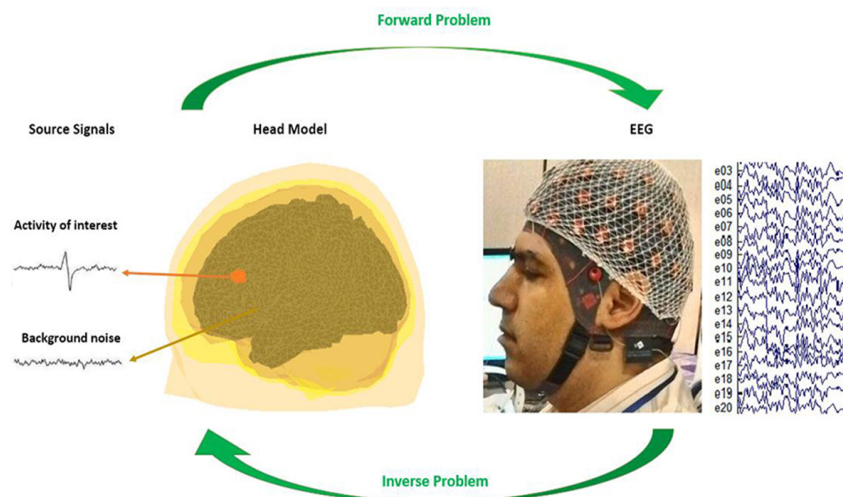 Forward Problem
Source Signals
Head Model
EEG
Activity of interest
Background noise
e03
e04
e05
e06
e07
e08
e09
e10
e11
e12
e13
e14
e15
e16
e17
e18
e19
e20
Inverse Problem